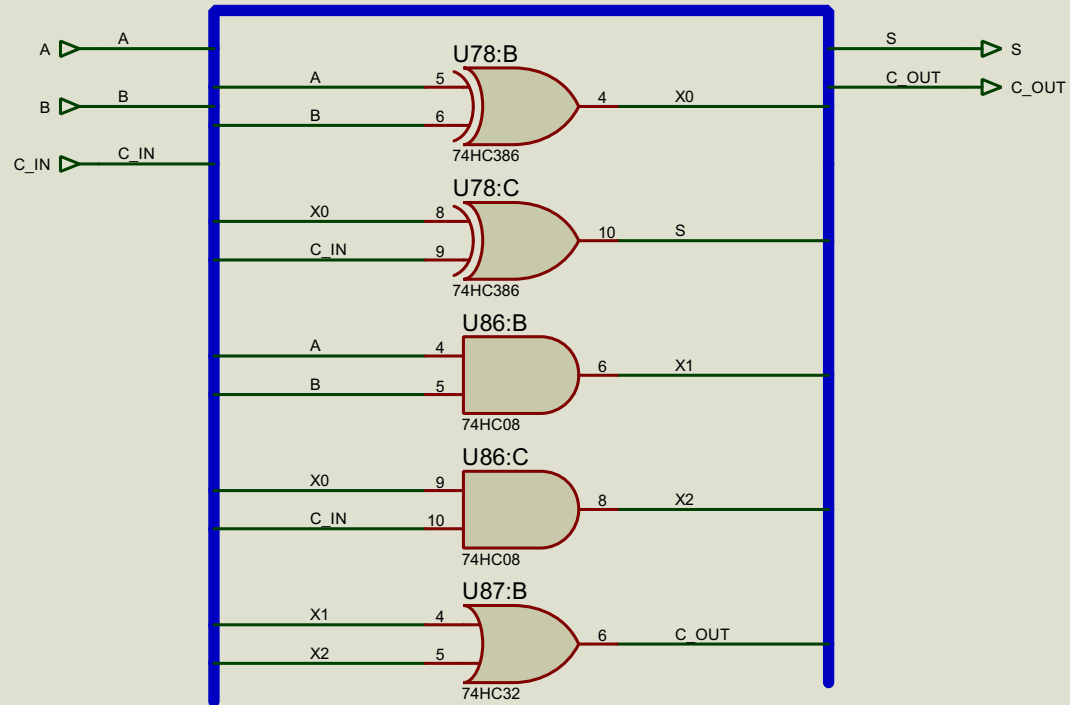 A A
S S
C_OUT C_OUT
B B
C_IN C_IN
U78:B
A 5
B 6
4 X0
74HC386
U78:C
X0 8
C_IN 9
10 S
74HC386
U86:B
A 4
B 5
6 X1
74HC08
U86:C
X0 9
C_IN 10
8 X2
74HC08
U87:B
X1 4
X2 5
6 C_OUT
74HC32